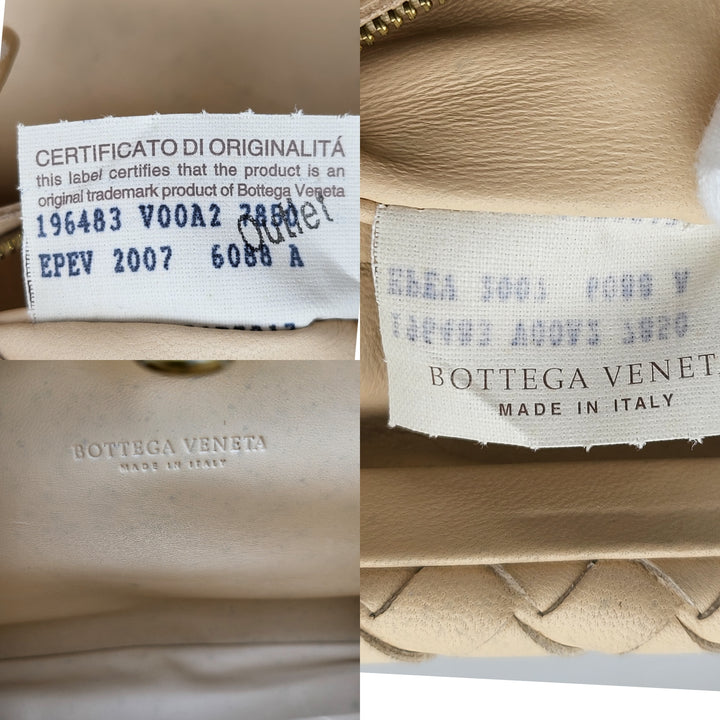 CERTIFICATO DI ORIGINALITÁ
this label certifies that the product is an
original trademark product of Bottega Veneta
196483 V00A2 7850
Outlet
EPEV 2007 6088 A
BOTTEGA VENETA
MADE IN ITALY
BOTTEGA VENETA
MADE IN ITALY